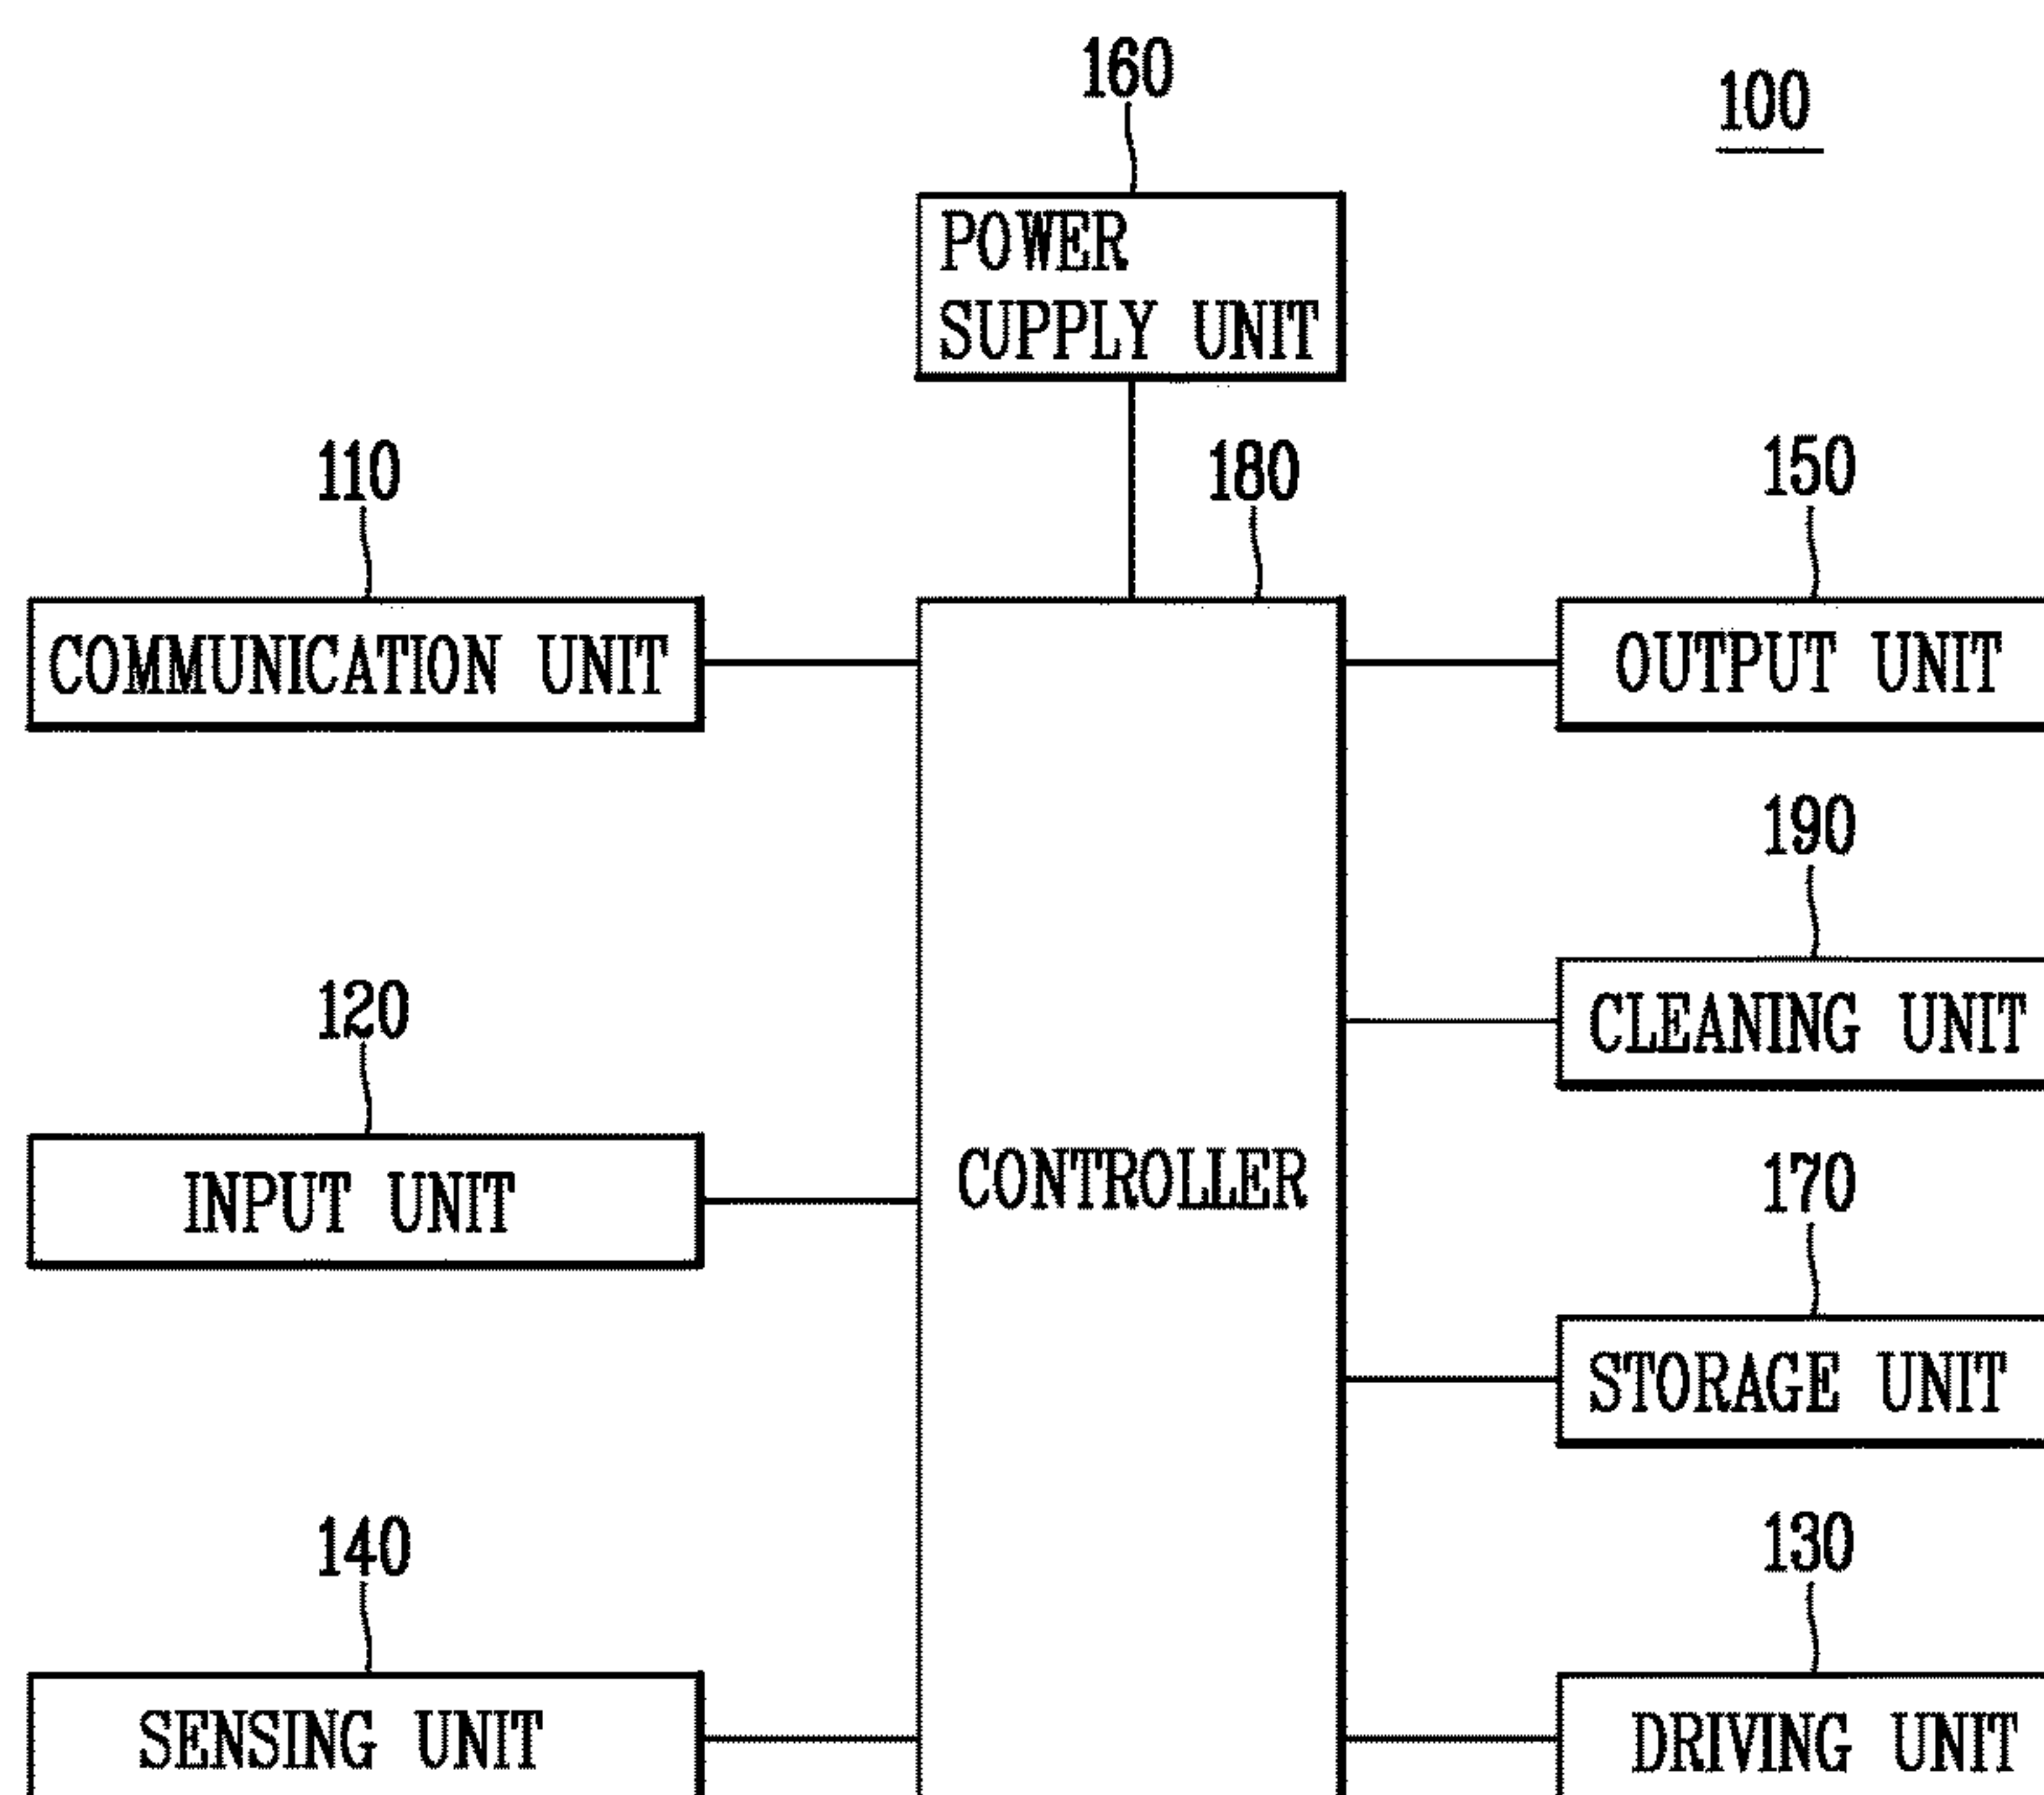 160
100
POWER
SUPPLY UNIT
110
180
150
COMMUNICATION UNIT
OUTPUT UNIT
190
120
CLEANING UNIT
INPUT UNIT
CONTROLLER
170
STORAGE UNIT
140
130
SENSING UNIT
DRIVING UNIT